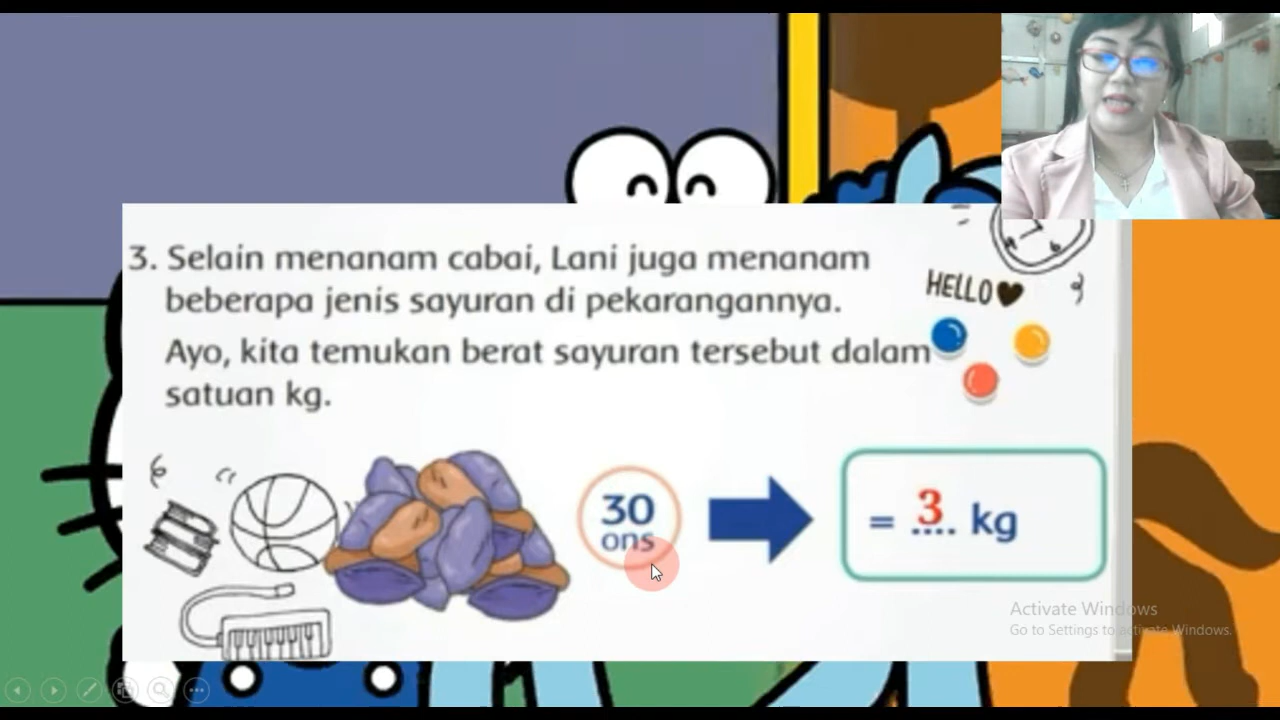 3. Selain menanam cabai, Lani juga menanam
beberapa jenis sayuran di pekarangannya.
Ayo, kita temukan berat sayuran tersebut dalam
satuan kg.
HELLO
30
ons
= 3 .... kg
Activate Windows
Go to Settings to activate Windows.